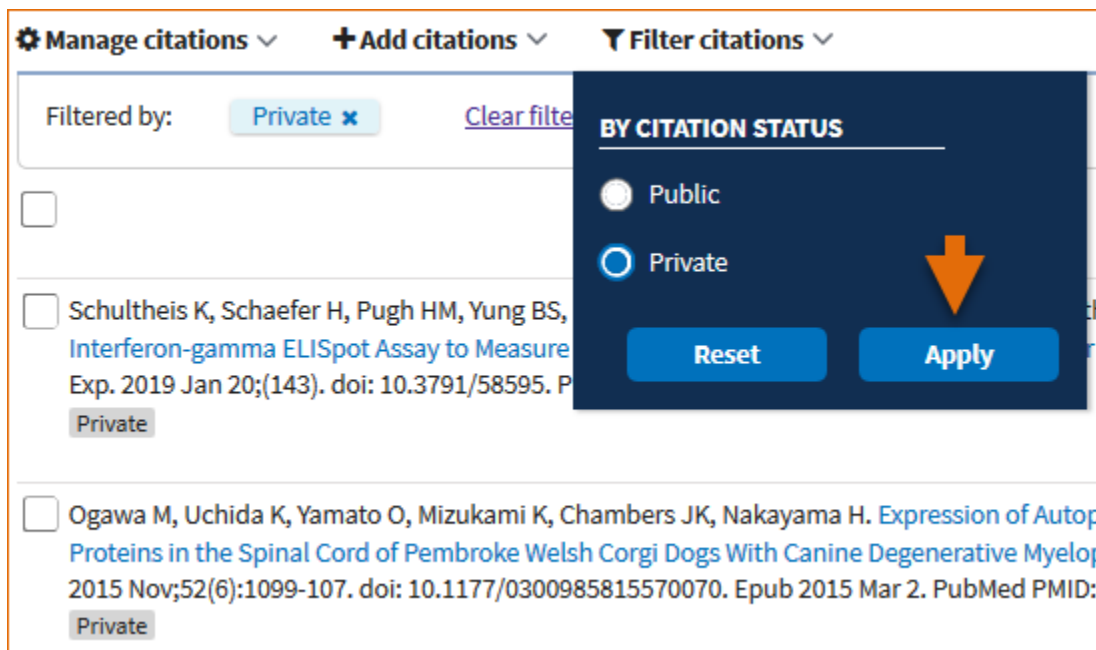 Manage citations Add citations Filter citations
Filtered by: Private Clear filte
BY CITATION STATUS
Public
Private
Reset Apply
Schultheis K, Schaefer H, Pugh HM, Yung BS,
Interferon-gamma ELISpot Assay to Measure
Exp. 2019 Jan 20;(143). doi: 10.3791/58595. P
Private
Ogawa M, Uchida K, Yamato O, Mizukami K, Chambers JK, Nakayama H. Expression of Autop
Proteins in the Spinal Cord of Pembroke Welsh Corgi Dogs With Canine Degenerative Myelop
2015 Nov;52(6):1099-107. doi: 10.1177/0300985815570070. Epub 2015 Mar 2. PubMed PMID:
Private